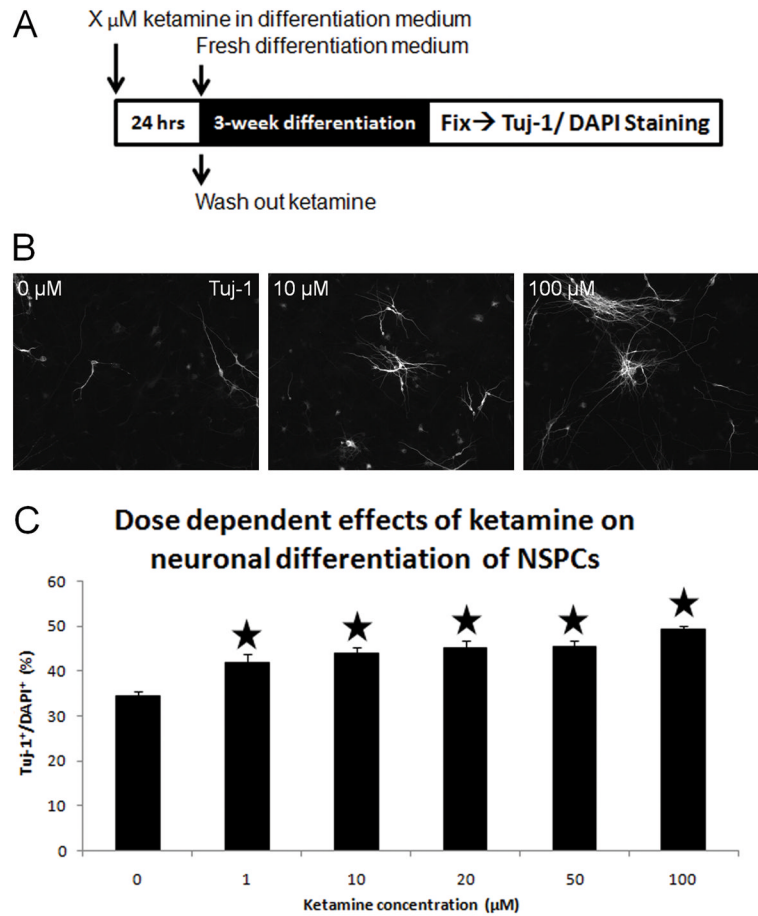 A
X µM ketamine in differentiation medium
Fresh differentiation medium
24 hrs
3-week differentiation
Fix→ Tuj-1/ DAPI Staining
Wash out ketamine
B
0 µM
Tuj-1
10 µM
100 µM
C
Dose dependent effects of ketamine on
neuronal differentiation of NSPCs
Tuj-1⁺/DAPI⁺ (%)
60
50
40
30
20
10
0
0 1 10 20 50 100
Ketamine concentration (µM)